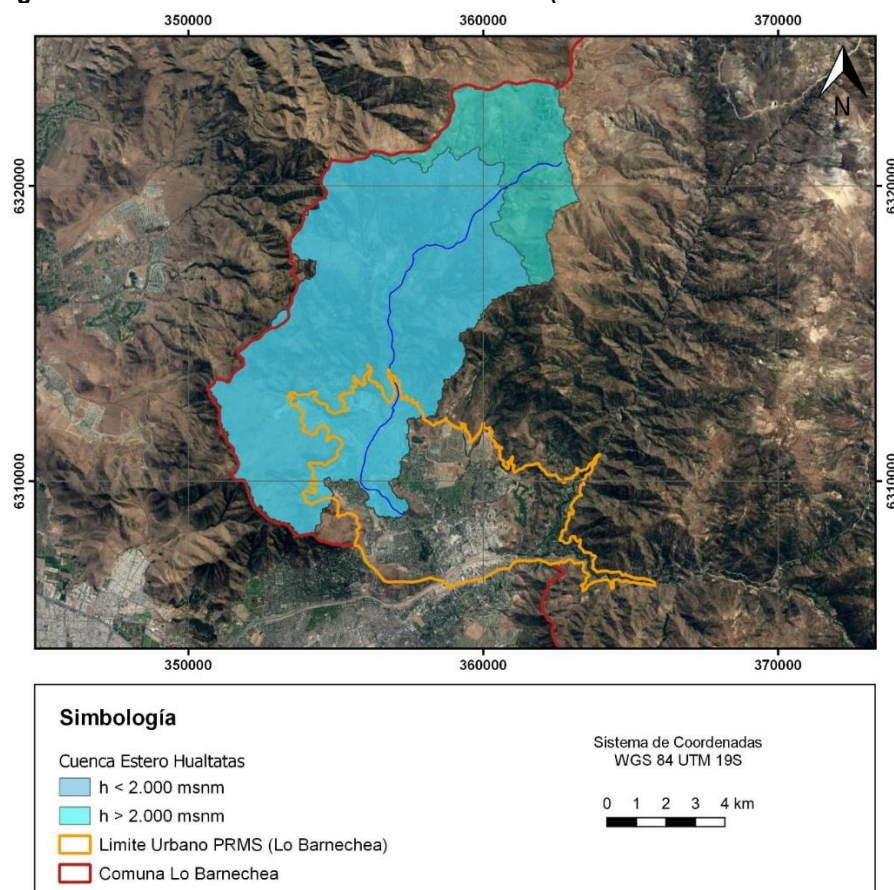 350000 360000 370000
N
6320000 6320000
6310000 6310000
350000 360000 370000
Simbología
Cuenca Estero Hualtatas
h < 2.000 msnm
h > 2.000 msnm
Limite Urbano PRMS (Lo Barnechea)
Comuna Lo Barnechea
Sistema de Coordenadas
WGS 84 UTM 19S
0 1 2 3 4 km